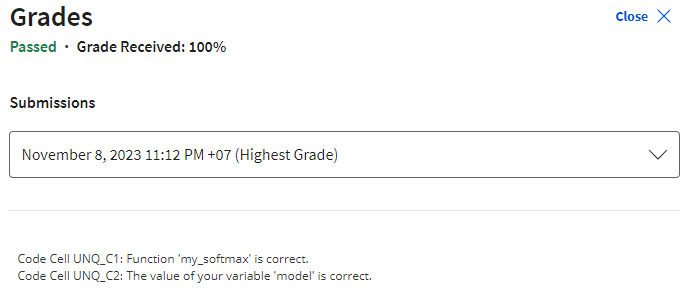 Grades
Close
Passed · Grade Received: 100%
Submissions
November 8, 2023 11:12 PM +07 (Highest Grade)
Code Cell UNQ_C1: Function 'my_softmax' is correct.
Code Cell UNQ_C2: The value of your variable 'model' is correct.